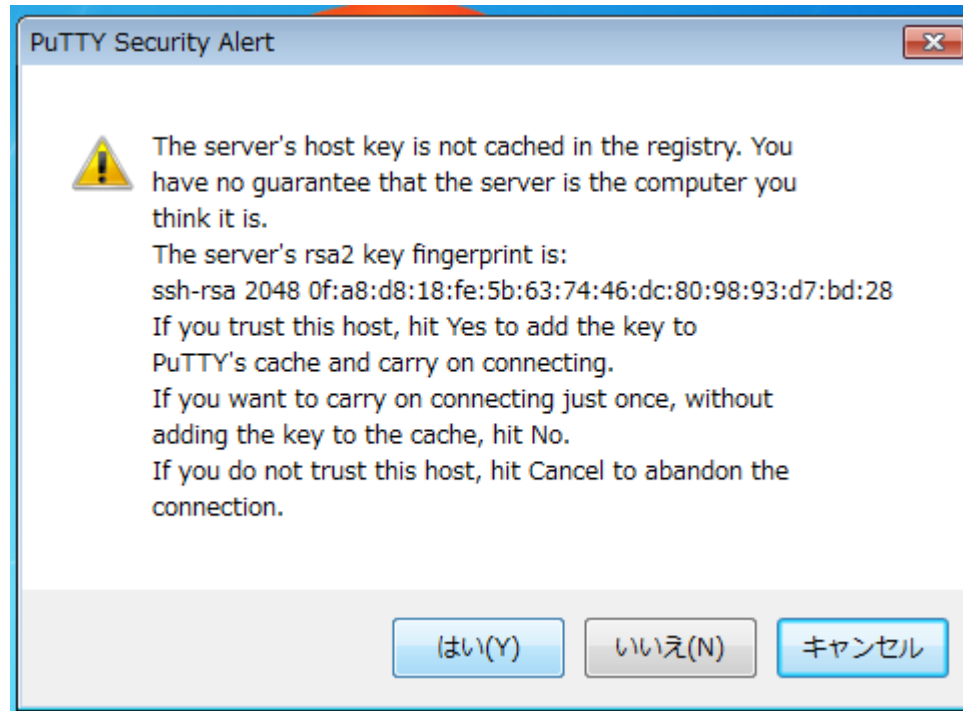 PuTTY Security Alert
The server's host key is not cached in the registry. You
have no guarantee that the server is the computer you
think it is.
The server's rsa2 key fingerprint is:
ssh-rsa 2048 0f:a8:d8:18:fe:5b:63:74:46:dc:80:98:93:d7:bd:28
If you trust this host, hit Yes to add the key to
PuTTY's cache and carry on connecting.
If you want to carry on connecting just once, without
adding the key to the cache, hit No.
If you do not trust this host, hit Cancel to abandon the
connection.
はい(Y) いいえ(N) キャンセル